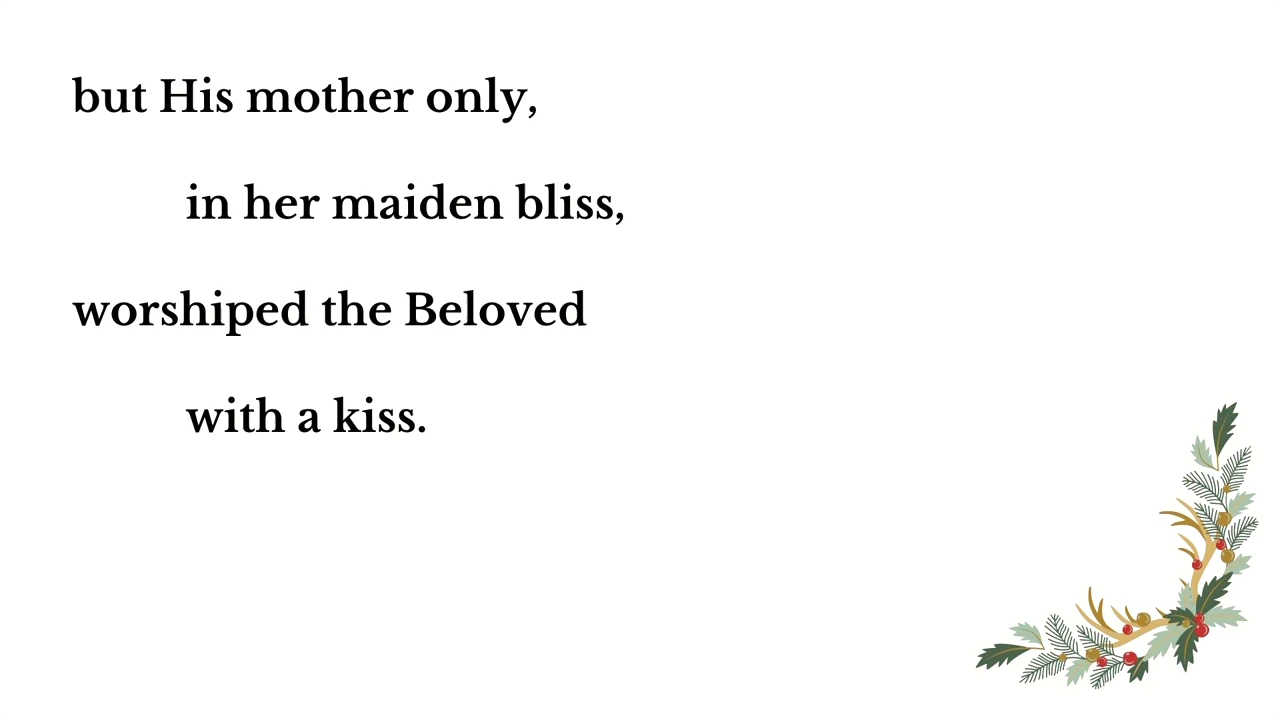 but His mother only,
in her maiden bliss,
worshiped the Beloved
with a kiss.